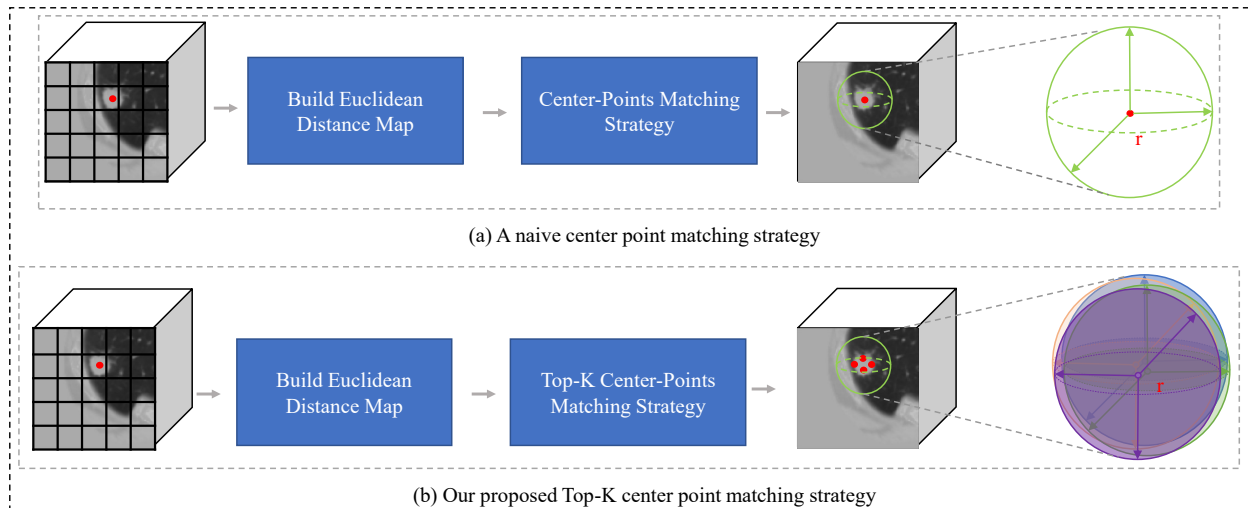 Build Euclidean
Distance Map
Center-Points Matching
Strategy
r
(a) A naive center point matching strategy
Build Euclidean
Distance Map
Top-K Center-Points
Matching Strategy
r
(b) Our proposed Top-K center point matching strategy